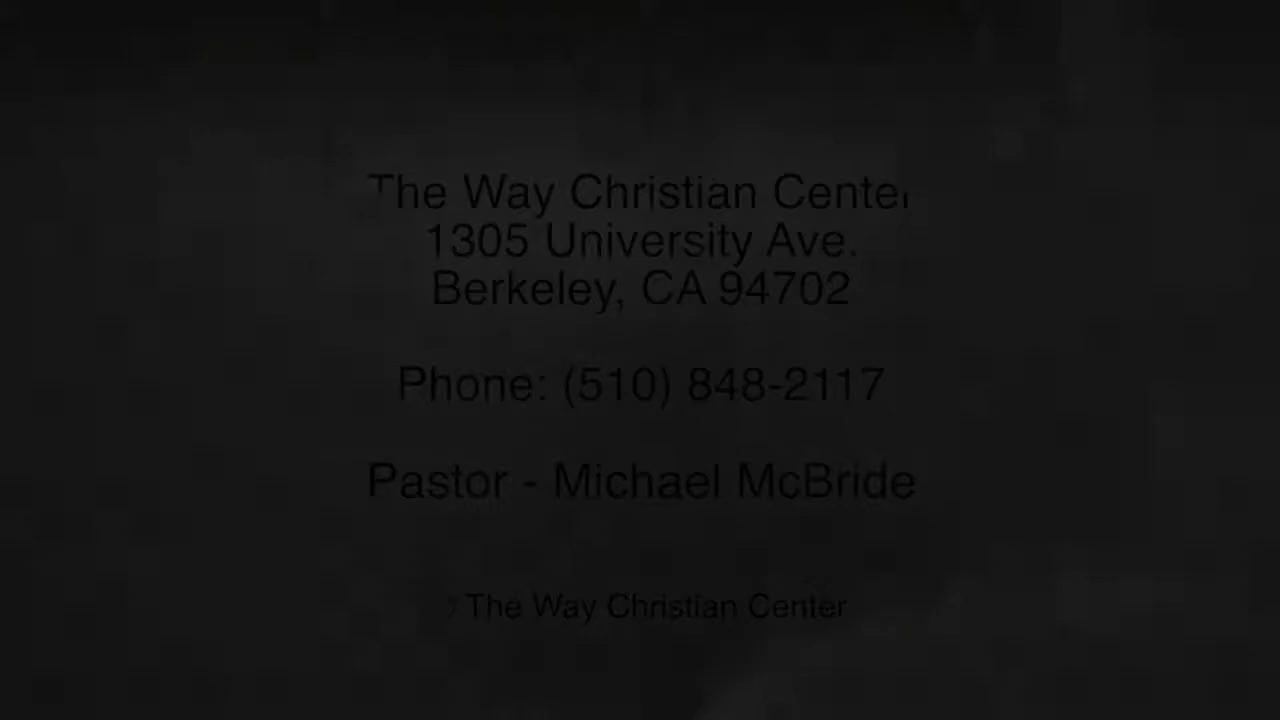 The Way Christian Center
1305 University Ave.
Berkeley, CA 94702
Phone: (510) 848-2117
Pastor - Michael McBride
© The Way Christian Center